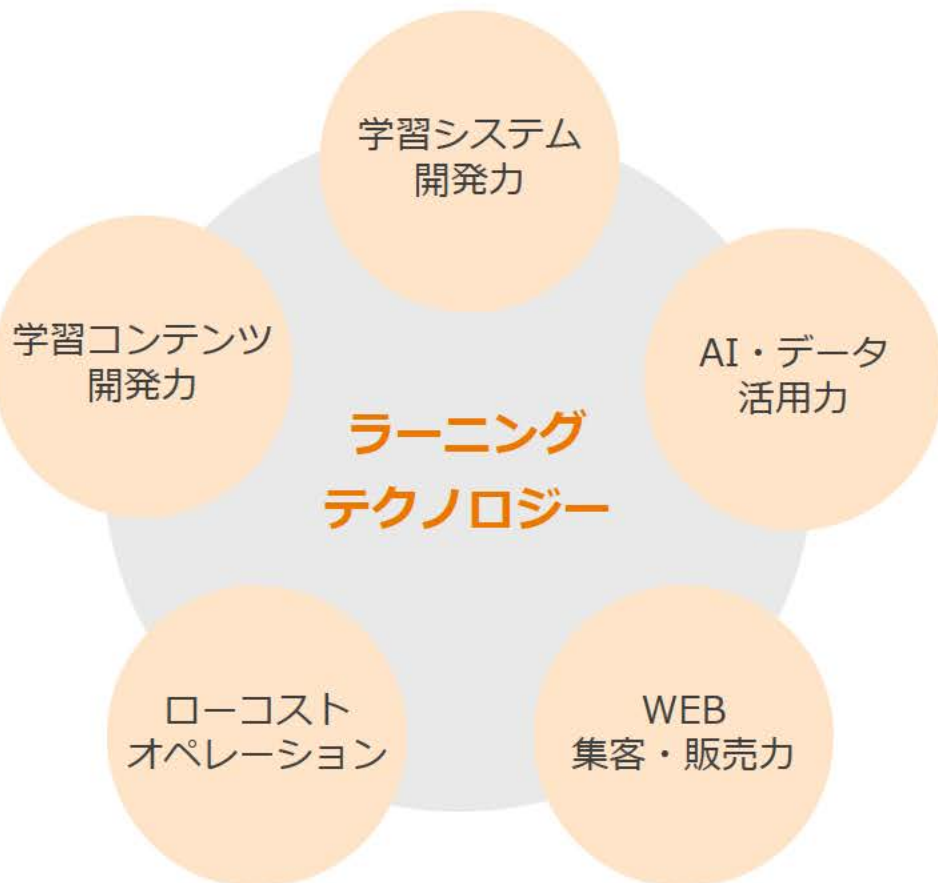 学習システム
開発力
学習コンテンツ
開発力
AI・データ
活用力
ラーニング
テクノロジー
ローコスト
オペレーション
WEB
集客・販売力